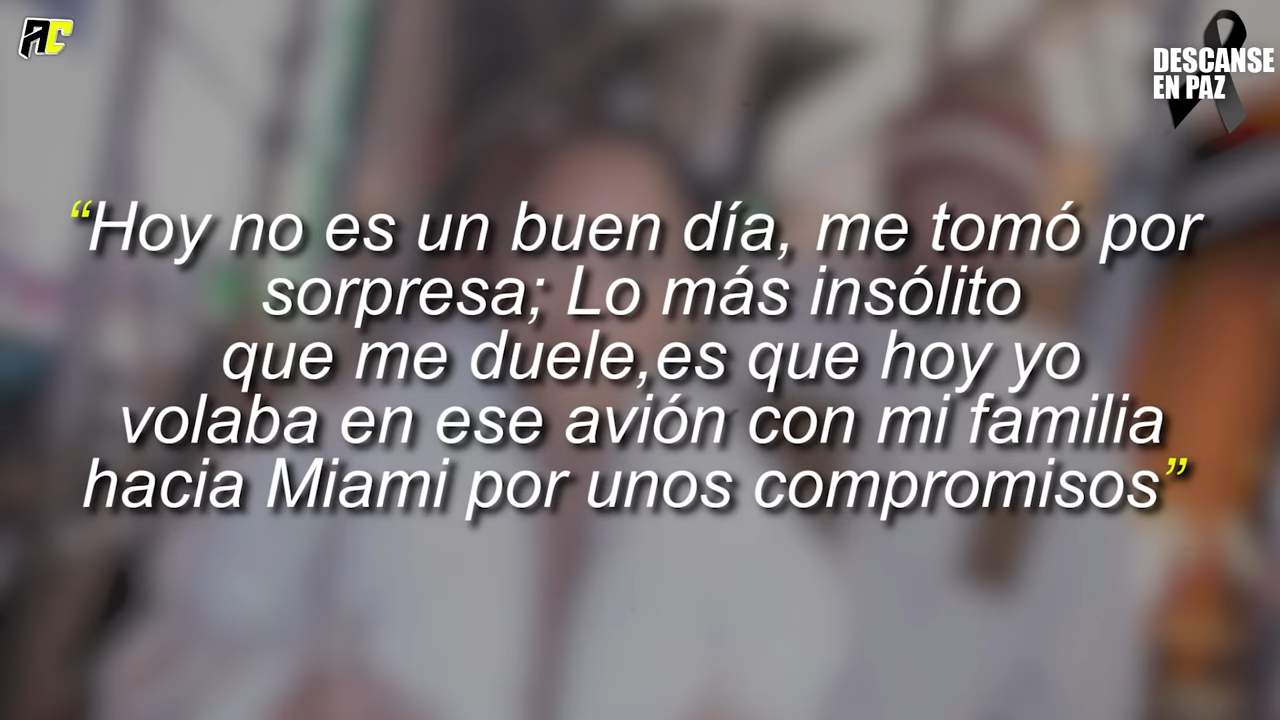 AC
DESCANSE
EN PAZ
“Hoy no es un buen día, me tomó por
sorpresa; Lo más insólito
que me duele,es que hoy yo
volaba en ese avión con mi familia
hacia Miami por unos compromisos”